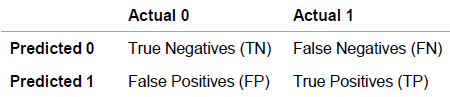 Actual 0 Actual 1
Predicted 0 True Negatives (TN) False Negatives (FN)
Predicted 1 False Positives (FP) True Positives (TP)